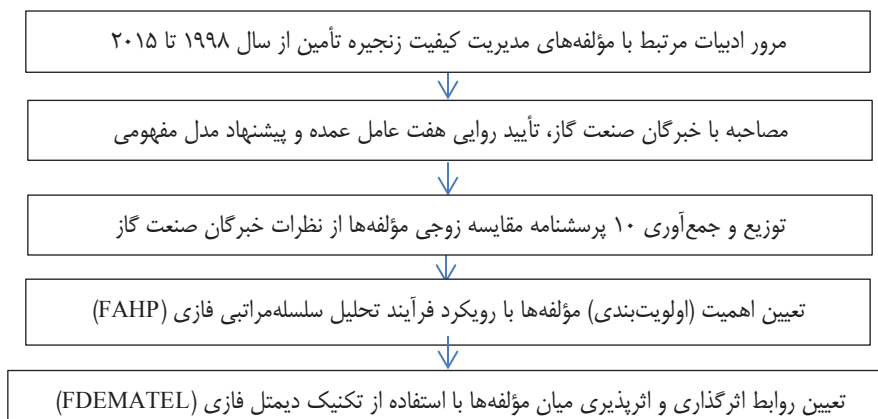 مرور ادبیات مرتبط با مؤلفه‌های مدیریت کیفیت زنجیره تأمین از سال ۱۹۹۸ تا ۲۰۱۵
مصاحبه با خبرگان صنعت گاز، تأیید روایی هفت عامل عمده و پیشنهاد مدل مفهومی
توزیع و جمع‌آوری ۱۰ پرسشنامه مقایسه زوجی مؤلفه‌ها از نظرات خبرگان صنعت گاز
تعیین اهمیت (اولویت‌بندی) مؤلفه‌ها با رویکرد فرآیند تحلیل سلسله‌مراتبی فازی (FAHP)
تعیین روابط اثرگذاری و اثرپذیری میان مؤلفه‌ها با استفاده از تکنیک دیمتل فازی (FDEMATEL)